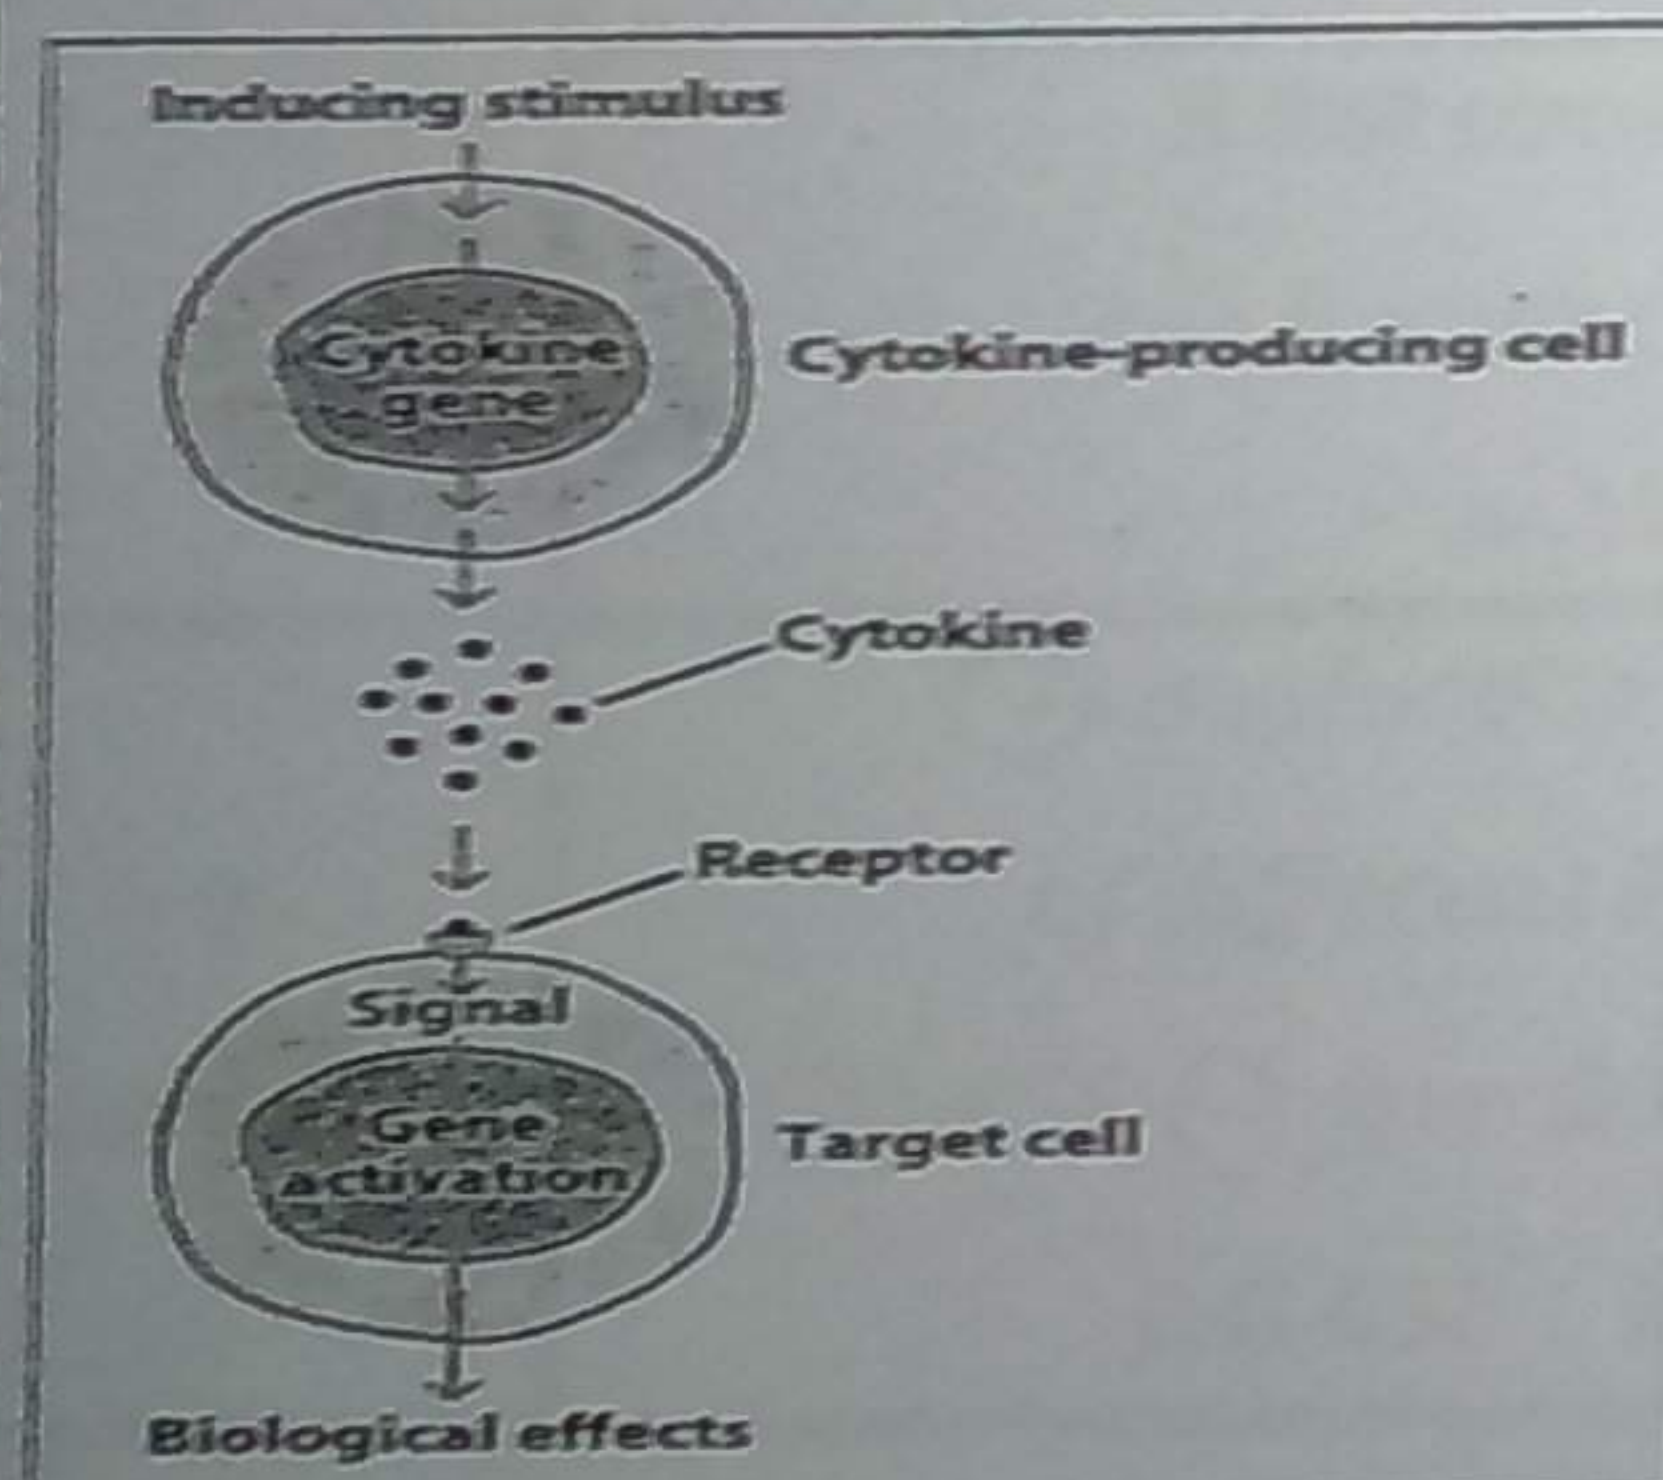 Inducing stimulus
Cytokine
gene
Cytokine-producing cell
Cytokine
Receptor
Signal
Gene
activation
Target cell
Biological effects